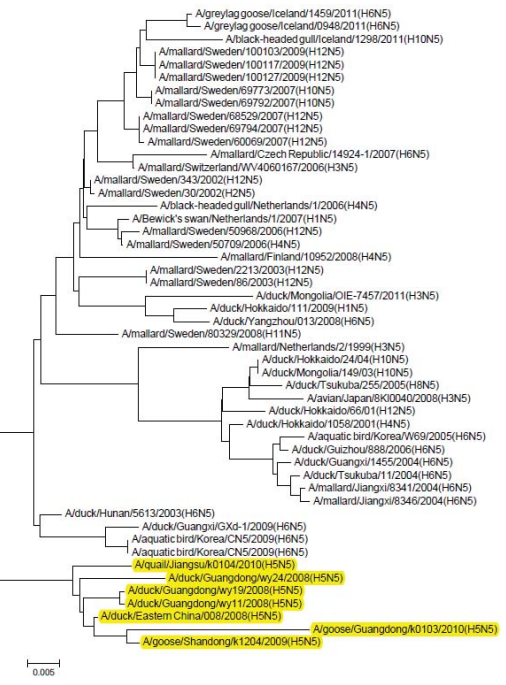 A/greylag goose/Iceland/1459/2011(H6N5)
A/greylag goose/Iceland/0948/2011(H6N5)
A/black-headed gull/Iceland/1298/2011(H10N5)
A/mallard/Sweden/100103/2009(H12N5)
A/mallard/Sweden/100117/2009(H12N5)
A/mallard/Sweden/100127/2009(H12N5)
A/mallard/Sweden/69773/2007(H10N5)
A/mallard/Sweden/69792/2007(H10N5)
A/mallard/Sweden/68529/2007(H12N5)
A/mallard/Sweden/69794/2007(H12N5)
A/mallard/Sweden/60069/2007(H12N5)
A/mallard/Czech Republic/14924-1/2007(H6N5)
A/mallard/Switzerland/WV4060167/2006(H3N5)
A/mallard/Sweden/343/2002(H12N5)
A/mallard/Sweden/30/2002(H2N5)
A/black-headed gull/Netherlands/1/2006(H4N5)
A/Bewick's swan/Netherlands/1/2007(H1N5)
A/mallard/Sweden/50968/2006(H12N5)
A/mallard/Sweden/50709/2006(H4N5)
A/mallard/Finland/10952/2008(H4N5)
A/mallard/Sweden/2213/2003(H12N5)
A/mallard/Sweden/86/2003(H12N5)
A/duck/Mongolia/OIE-7457/2011(H3N5)
A/duck/Hokkaido/111/2009(H1N5)
A/duck/Yangzhou/013/2008(H6N5)
A/mallard/Sweden/80329/2008(H11N5)
A/mallard/Netherlands/2/1999(H3N5)
A/duck/Hokkaido/24/04(H10N5)
A/duck/Mongolia/149/03(H10N5)
A/duck/Tsukuba/255/2005(H8N5)
A/avian/Japan/8KI0040/2008(H3N5)
A/duck/Hokkaido/66/01(H12N5)
A/duck/Hokkaido/1058/2001(H4N5)
A/aquatic bird/Korea/W69/2005(H6N5)
A/duck/Guizhou/888/2006(H6N5)
A/duck/Guangxi/1455/2004(H6N5)
A/duck/Tsukuba/11/2004(H6N5)
A/mallard/Jiangxi/8341/2004(H6N5)
A/mallard/Jiangxi/8346/2004(H6N5)
A/duck/Hunan/5613/2003(H6N5)
A/duck/Guangxi/GXd-1/2009(H6N5)
A/aquatic bird/Korea/CN5/2009(H6N5)
A/aquatic bird/Korea/CN5/2009(H6N5)
A/quail/Jiangsu/k0104/2010(H5N5)
A/duck/Guangdong/wy24/2008(H5N5)
A/duck/Guangdong/wy19/2008(H5N5)
A/duck/Guangdong/wy11/2008(H5N5)
A/duck/Eastern China/008/2008(H5N5)
A/goose/Guangdong/k0103/2010(H5N5)
A/goose/Shandong/k1204/2009(H5N5)
0.005